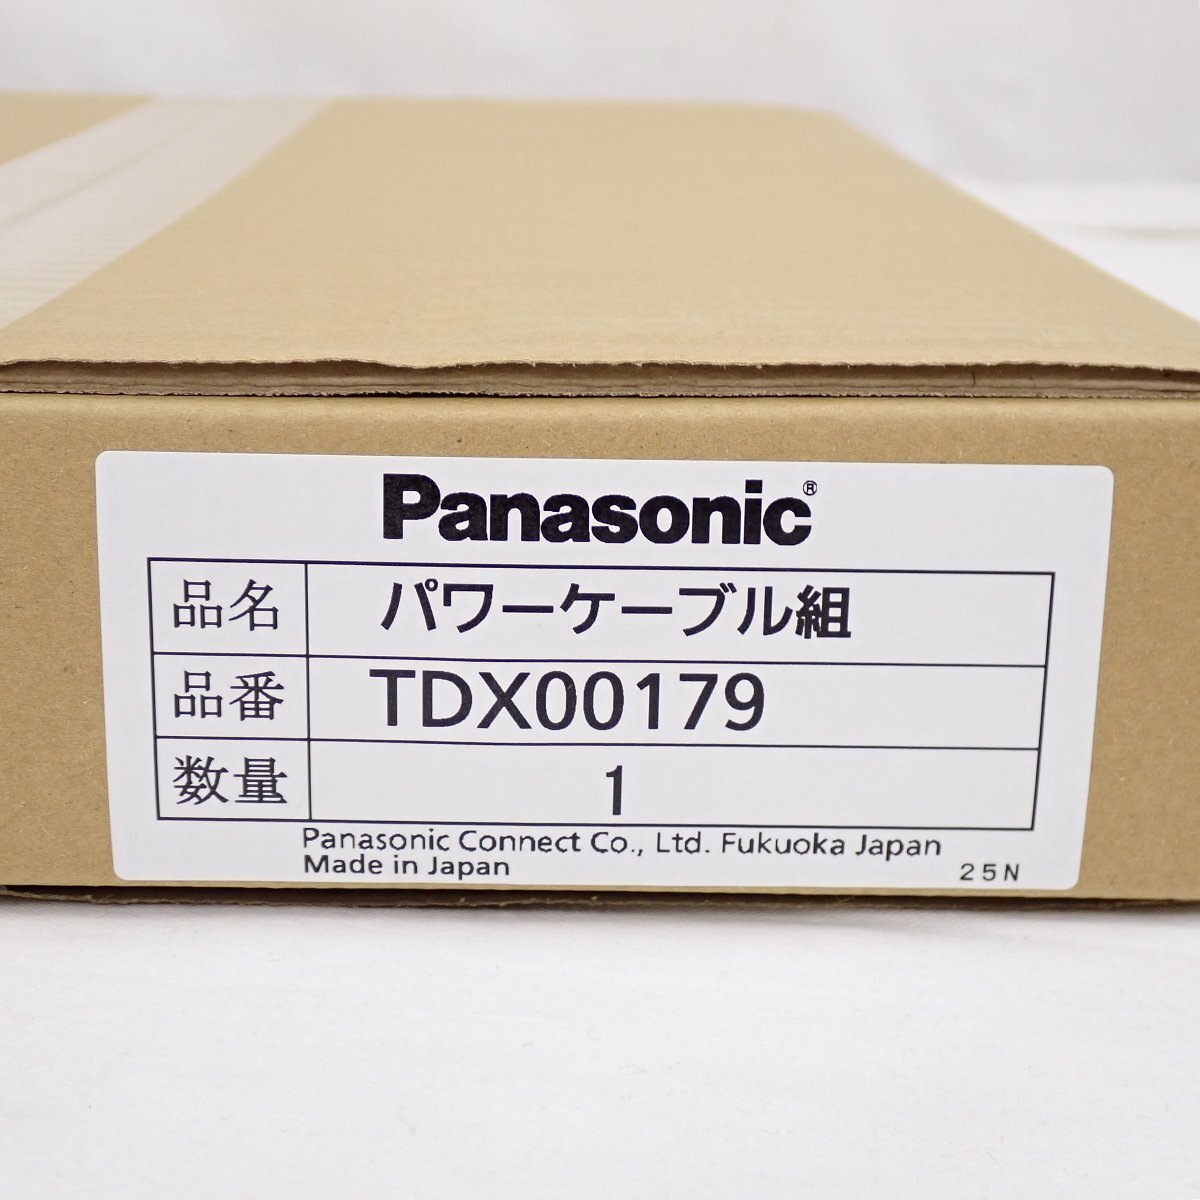 Panasonic®
品名 パワーケーブル組
品番 TDX00179
数量 1
Panasonic Connect Co., Ltd. Fukuoka Japan
Made in Japan 25N